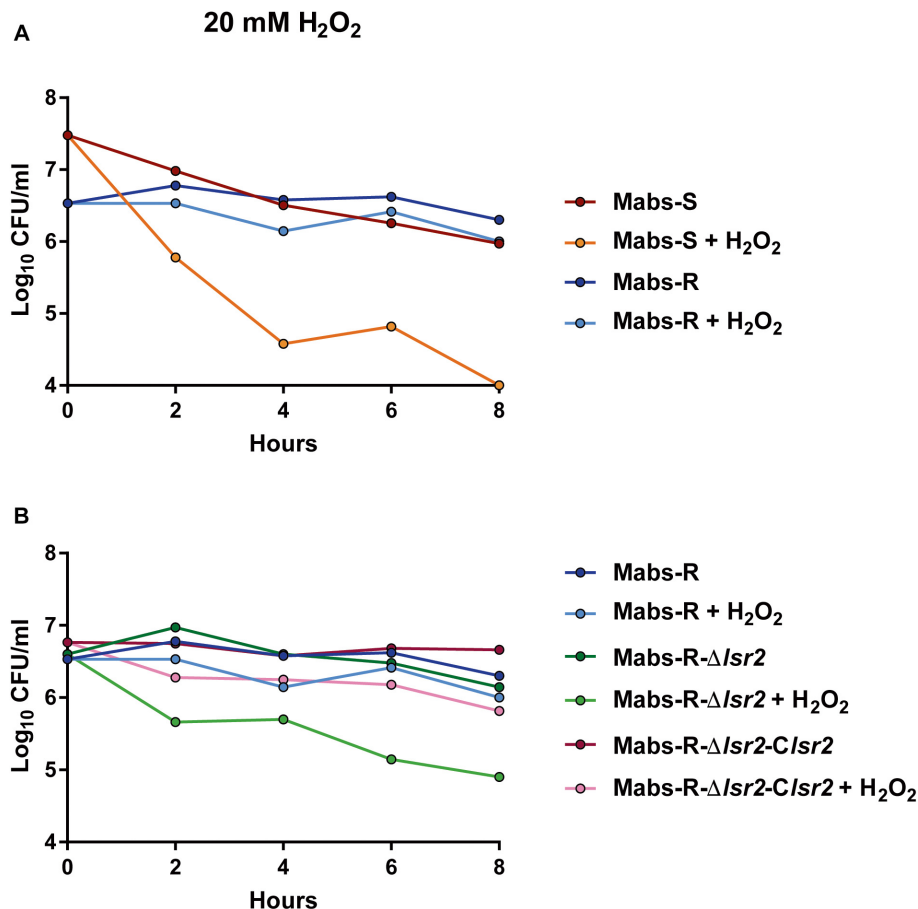 A
20 mM H₂O₂
8
7
6
5
4
Log₁₀ CFU/ml
0 2 4 6 8
Hours
Mabs-S
Mabs-S + H₂O₂
Mabs-R
Mabs-R + H₂O₂
B
8
7
6
5
4
Log₁₀ CFU/ml
0 2 4 6 8
Hours
Mabs-R
Mabs-R + H₂O₂
Mabs-R-Δlsr2
Mabs-R-Δlsr2 + H₂O₂
Mabs-R-Δlsr2-Clsr2
Mabs-R-Δlsr2-Clsr2 + H₂O₂